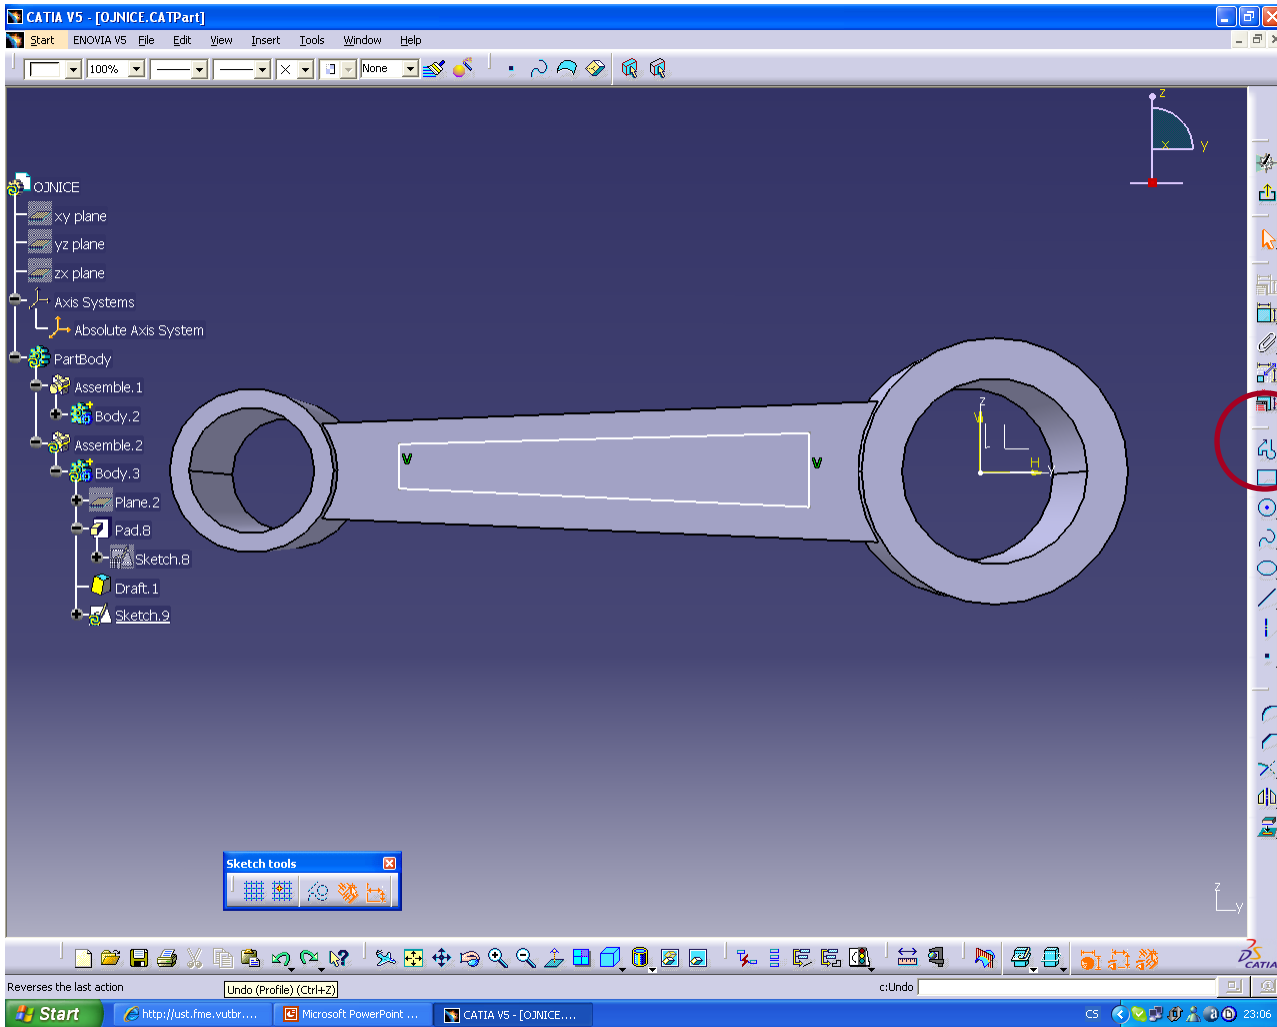 CATIA V5 - [OJNICE.CATPart]
Start ENOVIA V5 File Edit View Insert Tools Window Help
100% None
z
x y
OJNICE
xy plane
yz plane
zx plane
Axis Systems
Absolute Axis System
PartBody
Assemble.1
Body.2
Assemble.2
Body.3
Plane.2
Pad.8
Sketch.8
Draft.1
Sketch.9
V
V
z
V
H
y
Sketch tools
z
y
CATIA
Reverses the last action
Undo (Profile) (Ctrl+Z)
c:Undo
Start
http://ust.fme.vutbr....
Microsoft PowerPoint ...
CATIA V5 - [OJNICE....
CS
23:06